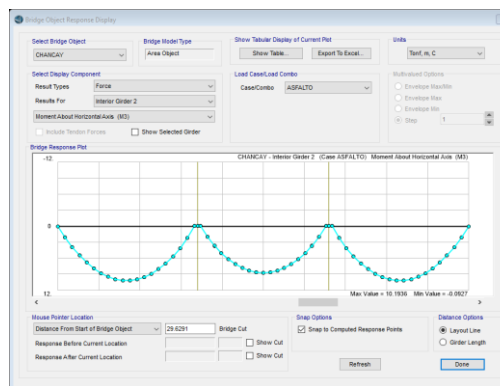 Bridge Object Response Display
Select Bridge Object
CHANCAY
Bridge Model Type
Area Object
Show Tabular Display of Current Plot
Show Table...
Export To Excel...
Units
Tonf, m, C
Select Display Component
Result Types
Force
Results For
Interior Girder 2
Moment About Horizontal Axis (M3)
Include Tendon Forces
Show Selected Girder
Load Case/Load Combo
Case/Combo
ASFALTO
Multivalued Options
Envelope Max/Min
Envelope Max
Envelope Min
Step
1
Bridge Response Plot
CHANCAY - Interior Girder 2 (Case ASFALTO) Moment About Horizontal Axis (M3)
-12.
0
12.
Max Value = 10.1936 Min Value = -0.0927
Mouse Pointer Location
Distance From Start of Bridge Object
29.6291
Bridge Cut
Response Before Current Location
Show Cut
Response After Current Location
Show Cut
Snap Options
Snap to Computed Response Points
Distance Options
Layout Line
Girder Length
Refresh
Done